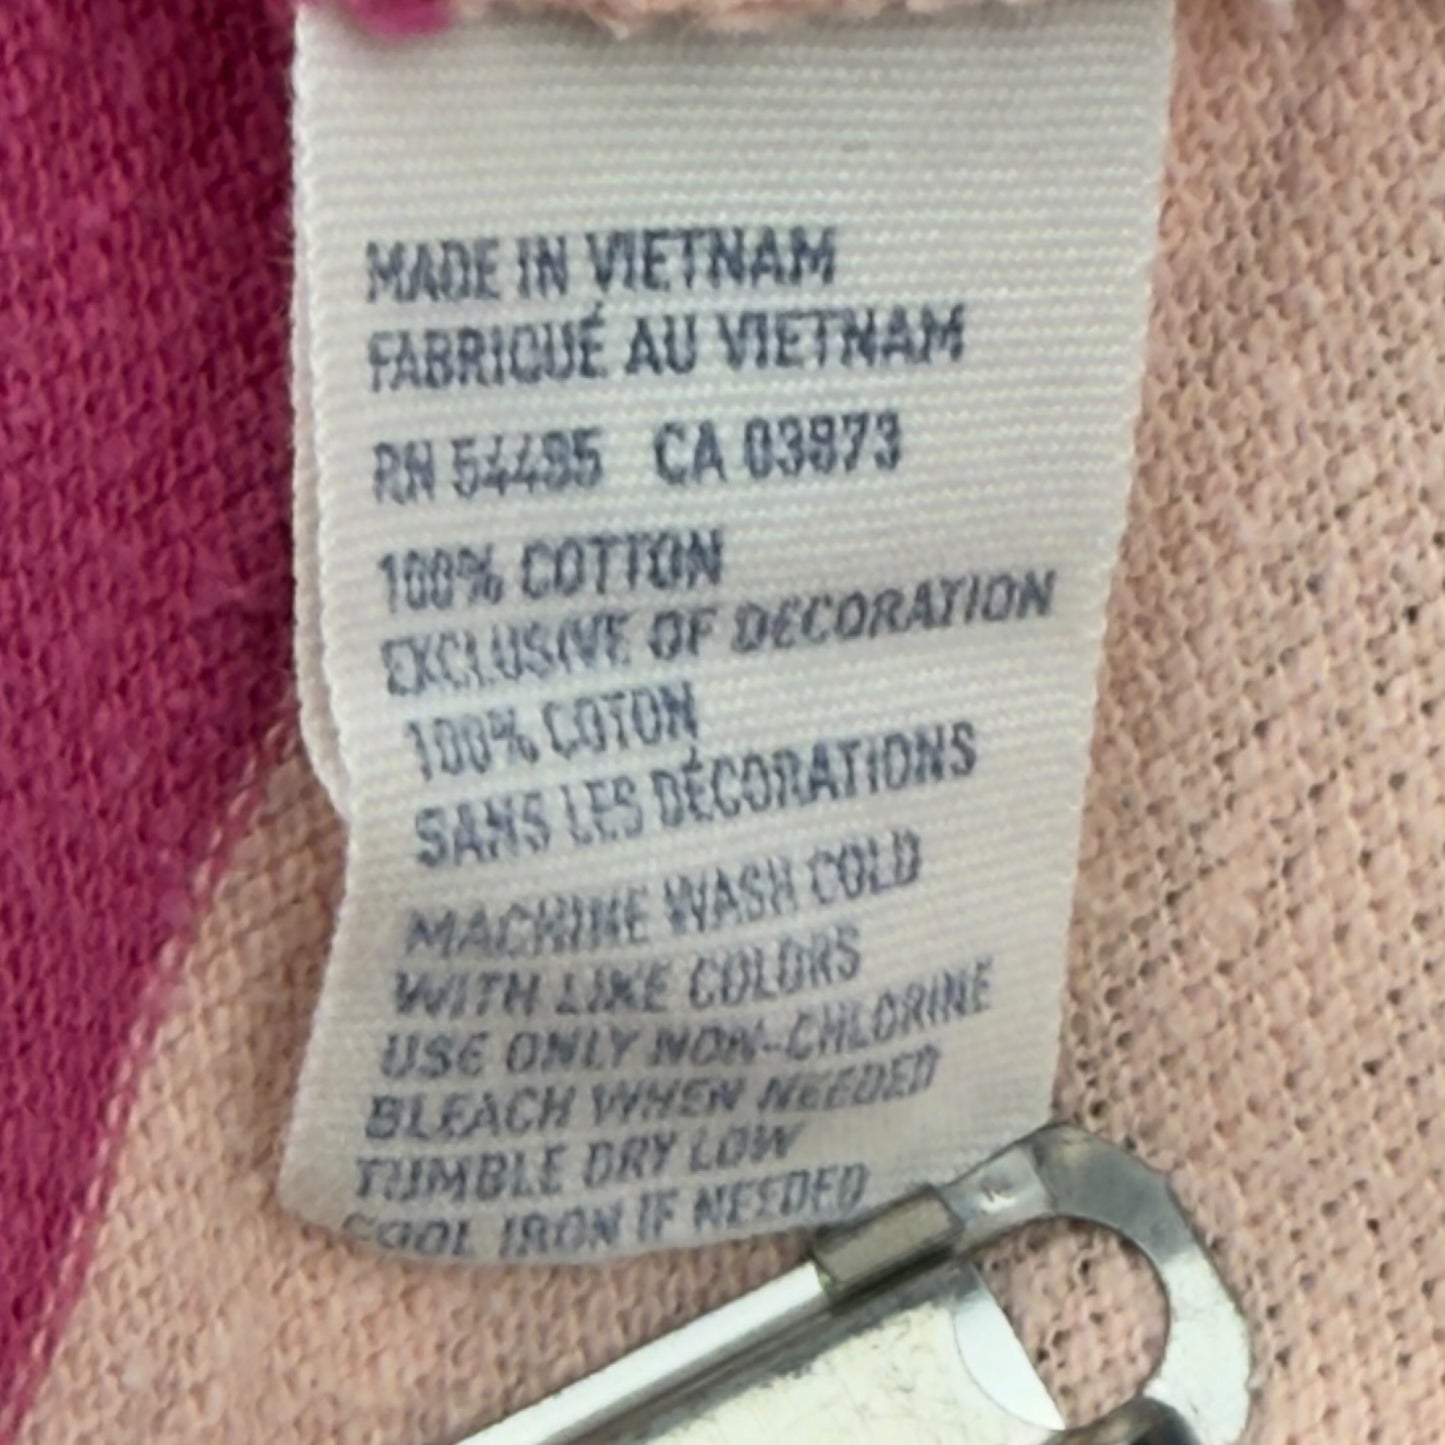 MADE IN VIETNAM
FABRIQUÉ AU VIETNAM
RN 54485 CA 03873
100% COTTON
EXCLUSIVE OF DECORATION
100% COTON
SANS LES DÉCORATIONS
MACHINE WASH COLD
WITH LIKE COLORS
USE ONLY NON-CHLORINE
BLEACH WHEN NEEDED
TUMBLE DRY LOW
COOL IRON IF NEEDED